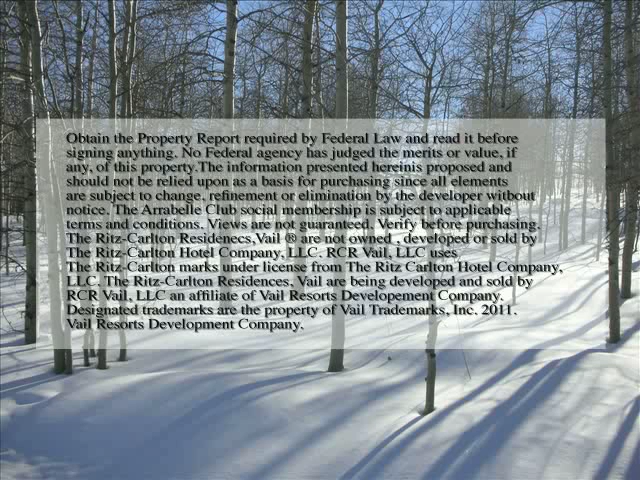 Obtain the Property Report required by Federal Law and read it before
signing anything. No Federal agency has judged the merits or value, if
any, of this property.The information presented hereinis proposed and
should not be relied upon as a basis for purchasing since all elements
are subject to change, refinement or elimination by the developer without
notice. The Arrabelle Club social membership is subject to applicable
terms and conditions. Views are not guaranteed. Verify before purchasing.
The Ritz-Carlton Residenecs,Vail ® are not owned , developed or sold by
The Ritz-Carlton Hotel Company, LLC. RCR Vail, LLC uses
The Ritz-Carlton marks under license from The Ritz Carlton Hotel Company,
LLC. The Ritz-Carlton Residences, Vail are being developed and sold by
RCR Vail, LLC an affiliate of Vail Resorts Developement Company.
Designated trademarks are the property of Vail Trademarks, Inc. 2011.
Vail Resorts Development Company.